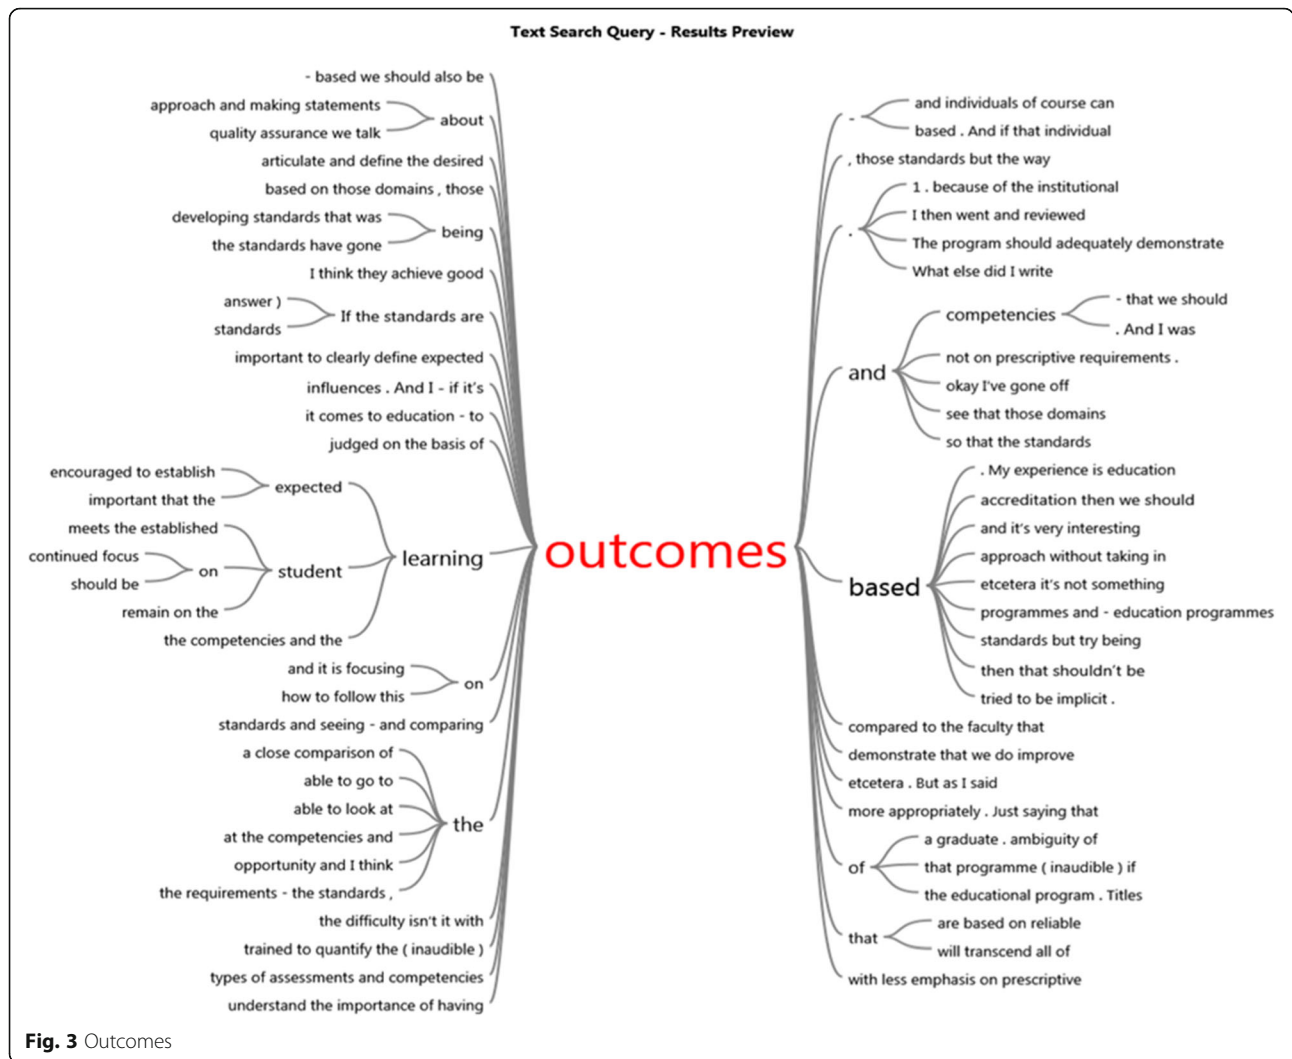 Text Search Query - Results Preview
- based we should also be
approach and making statements
quality assurance we talk
about
articulate and define the desired
based on those domains , those
developing standards that was
the standards have gone
being
I think they achieve good
answer )
standards
If the standards are
important to clearly define expected
influences . And I - if it's
it comes to education - to
judged on the basis of
encouraged to establish
important that the
expected
meets the established
continued focus
should be
on
remain on the
student
the competencies and the
learning
and it is focusing
how to follow this
on
standards and seeing - and comparing
a close comparison of
able to go to
able to look at
at the competencies and
opportunity and I think
the requirements - the standards ,
the
the difficulty isn't it with
trained to quantify the ( inaudible )
types of assessments and competencies
understand the importance of having
outcomes
-
and individuals of course can
based . And if that individual
, those standards but the way
.
1 . because of the institutional
I then went and reviewed
The program should adequately demonstrate
What else did I write
and
competencies
- that we should
. And I was
not on prescriptive requirements .
okay I've gone off
see that those domains
so that the standards
based
. My experience is education
accreditation then we should
and it's very interesting
approach without taking in
etcetera it's not something
programmes and - education programmes
standards but try being
then that shouldn't be
tried to be implicit .
compared to the faculty that
demonstrate that we do improve
etcetera . But as I said
more appropriately . Just saying that
of
a graduate . ambiguity of
that programme ( inaudible ) if
the educational program . Titles
that
are based on reliable
will transcend all of
with less emphasis on prescriptive
Fig. 3 Outcomes